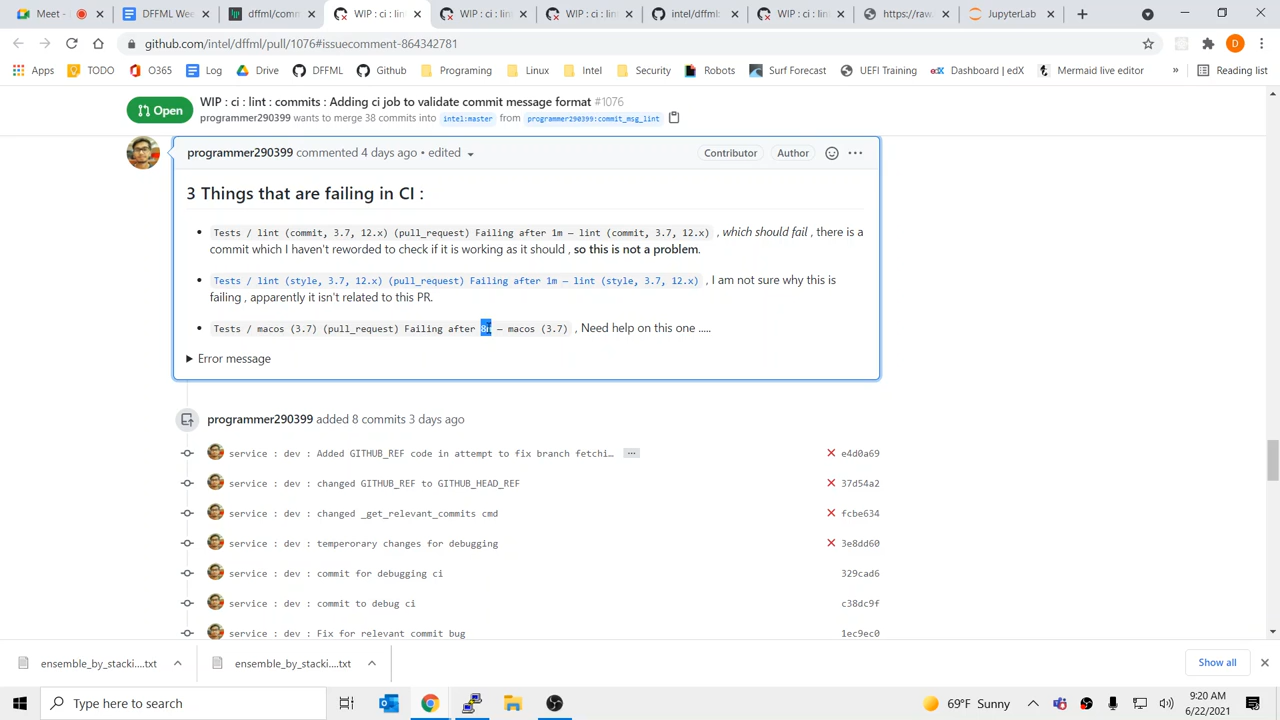 Meet -
DFFML We
dffml/com
WIP : ci : lin
WIP : ci : lin
WIP : ci : lin
intel/dffml
WIP : ci : lin
https://raw
JupyterLab
github.com/intel/dffml/pull/1076#issuecomment-864342781
D
Apps
TODO
O365
Log
Drive
DFFML
Github
Programing
Linux
Intel
Security
Robots
Surf Forecast
UEFI Training
edX
Dashboard | edX
Mermaid live editor
»
Reading list
Open
WIP : ci : lint : commits : Adding ci job to validate commit message format #1076
programmer290399 wants to merge 38 commits into intel:master from programmer290399:commit_msg_lint
programmer290399 commented 4 days ago • edited
Contributor
Author
3 Things that are failing in CI :
• Tests / lint (commit, 3.7, 12.x) (pull_request) Failing after 1m — lint (commit, 3.7, 12.x) , which should fail , there is a
commit which I haven't reworded to check if it is working as it should , so this is not a problem.
• Tests / lint (style, 3.7, 12.x) (pull_request) Failing after 1m — lint (style, 3.7, 12.x) , I am not sure why this is
failing , apparently it isn't related to this PR.
• Tests / macos (3.7) (pull_request) Failing after 8m — macos (3.7) , Need help on this one .....
Error message
programmer290399 added 8 commits 3 days ago
service : dev : Added GITHUB_REF code in attempt to fix branch fetchi… ... e4d0a69
service : dev : changed GITHUB_REF to GITHUB_HEAD_REF 37d54a2
service : dev : changed _get_relevant_commits cmd fcbe634
service : dev : temperorary changes for debugging 3e8dd60
service : dev : commit for debugging ci 329cad6
service : dev : commit to debug ci c38dc9f
service : dev : Fix for relevant commit bug 1ec9ec0
ensemble_by_stacki....txt
ensemble_by_stacki....txt
Show all
Type here to search
69°F Sunny
9:20 AM
6/22/2021